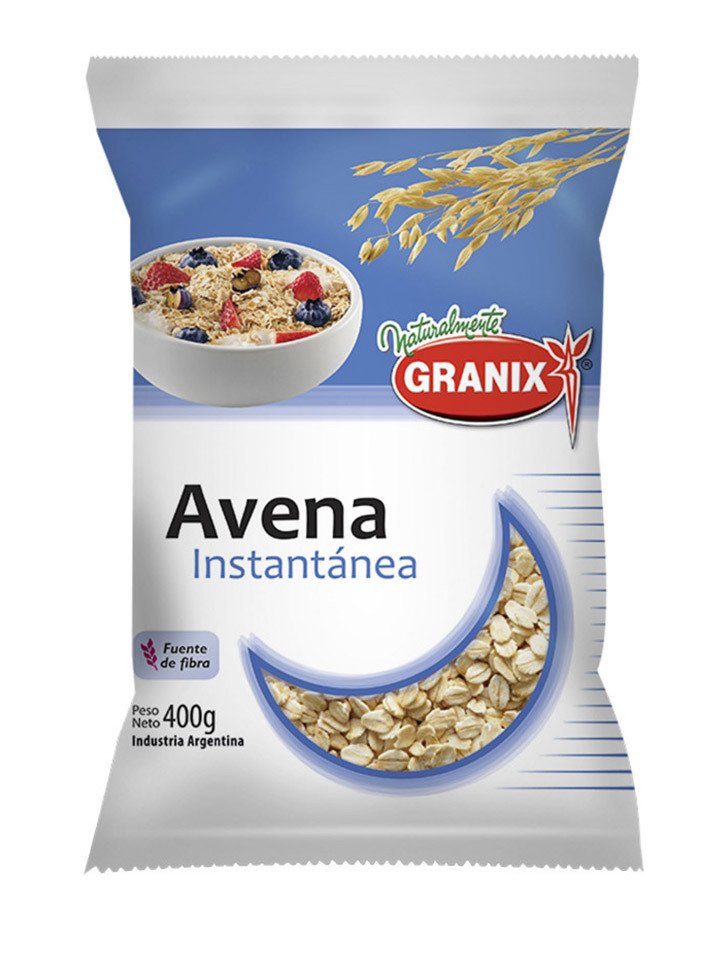 Naturalmente
GRANIX
®
Avena
Instantánea
Fuente
de fibra
Peso
Neto 400g
Industria Argentina